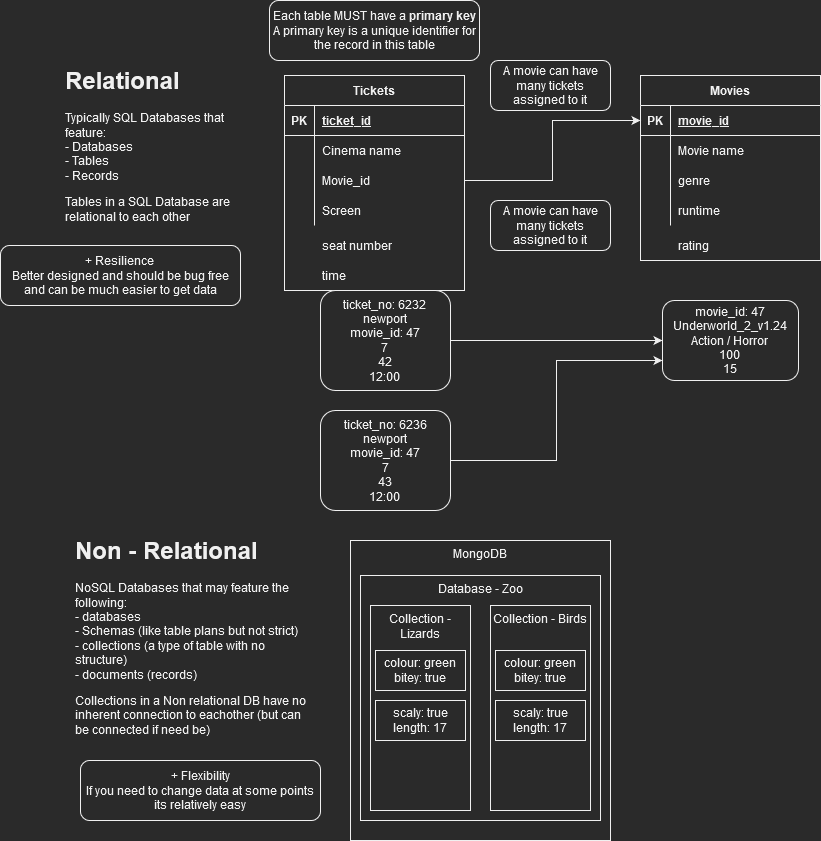 Each table MUST have a primary key
A primary key is a unique identifier for
the record in this table
Relational
Typically SQL Databases that
feature:
- Databases
- Tables
- Records
Tables in a SQL Database are
relational to each other
+ Resilience
Better designed and should be bug free
and can be much easier to get data
Tickets
PK ticket_id
Cinema name
Movie_id
Screen
seat number
time
A movie can have
many tickets
assigned to it
A movie can have
many tickets
assigned to it
Movies
PK movie_id
Movie name
genre
runtime
rating
ticket_no: 6232
newport
movie_id: 47
7
42
12:00
movie_id: 47
Underworld_2_v1.24
Action / Horror
100
15
ticket_no: 6236
newport
movie_id: 47
7
43
12:00
Non - Relational
NoSQL Databases that may feature the
following:
- databases
- Schemas (like table plans but not strict)
- collections (a type of table with no
structure)
- documents (records)
Collections in a Non relational DB have no
inherent connection to eachother (but can
be connected if need be)
+ Flexibility
If you need to change data at some points
its relatively easy
MongoDB
Database - Zoo
Collection -
Lizards
colour: green
bitey: true
scaly: true
length: 17
Collection - Birds
colour: green
bitey: true
scaly: true
length: 17